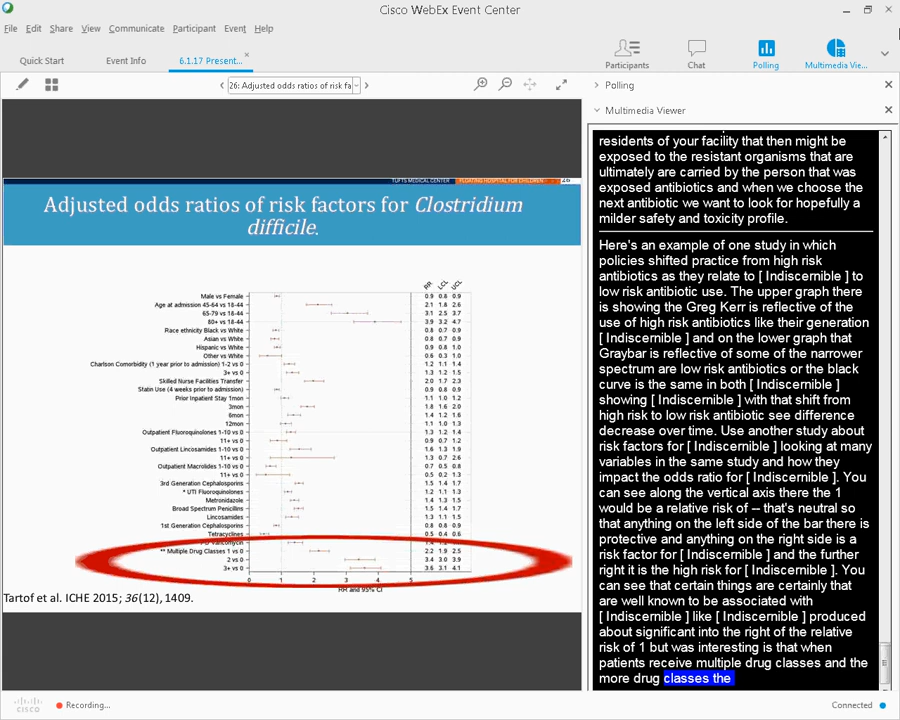 Cisco WebEx Event Center
File Edit Share View Communicate Participant Event Help
Quick Start Event Info 6.1.17 Present...
Participants Chat Polling Multimedia Vie...
26: Adjusted odds ratios of risk fa
Polling
Multimedia Viewer
TUFTS MEDICAL CENTER FLOATING HOSPITAL FOR CHILDREN 26
Adjusted odds ratios of risk factors for Clostridium
difficile.
RR LCL UCL
Male vs Female 0.9 0.8 0.9
Age at admission 45-64 vs 18-44 2.1 1.8 2.6
65-79 vs 18-44 3.1 2.5 3.7
80+ vs 18-44 3.9 3.2 4.7
Race ethnicity Black vs White 0.8 0.7 0.9
Asian vs White 0.8 0.7 0.9
Hispanic vs White 0.9 0.8 1.0
Other vs White 0.6 0.3 1.0
Charlson Comorbidity (1 year prior to admission) 1-2 vs 0 1.2 1.1 1.4
3+ vs 0 1.3 1.2 1.5
Skilled Nurse Facilities Transfer 2.0 1.7 2.3
Statin Use (4 weeks prior to admission) 0.9 0.8 0.9
Prior Inpatient Stay 1mon 1.1 1.0 1.2
3mon 1.8 1.6 2.0
6mon 1.4 1.2 1.6
12mon 1.1 1.0 1.3
Outpatient Fluoroquinolones 1-10 vs 0 1.3 1.2 1.4
11+ vs 0 0.9 0.7 1.2
Outpatient Lincosamides 1-10 vs 0 1.6 1.3 1.9
11+ vs 0 1.3 0.7 2.6
Outpatient Macrolides 1-10 vs 0 0.7 0.5 0.8
11+ vs 0 0.5 0.2 1.3
3rd Generation Cephalosporins 1.5 1.4 1.7
* UTI Fluoroquinolones 1.2 1.1 1.3
Metronidazole 1.4 1.3 1.5
Broad Spectrum Penicillins 1.5 1.4 1.7
Lincosamides 1.3 1.1 1.5
1st Generation Cephalosporins 0.8 0.8 0.9
Tetracyclines 0.5 0.4 0.6
Vancomycin
** Multiple Drug Classes 1 vs 0 2.2 1.9 2.5
2 vs 0 3.4 3.0 3.9
3+ vs 0 3.6 3.1 4.1
0 1 2 3 4 5
RR and 95% CI
Tartof et al. ICHE 2015; 36(12), 1409.
residents of your facility that then might be
exposed to the resistant organisms that are
ultimately are carried by the person that was
exposed antibiotics and when we choose the
next antibiotic we want to look for hopefully a
milder safety and toxicity profile.
Here's an example of one study in which
policies shifted practice from high risk
antibiotics as they relate to [ Indiscernible ] to
low risk antibiotic use. The upper graph there
is showing the Greg Kerr is reflective of the
use of high risk antibiotics like their generation
[ Indiscernible ] and on the lower graph that
Graybar is reflective of some of the narrower
spectrum are low risk antibiotics or the black
curve is the same in both [ Indiscernible ]
showing [ Indiscernible ] with that shift from
high risk to low risk antibiotic see difference
decrease over time. Use another study about
risk factors for [ Indiscernible ] looking at many
variables in the same study and how they
impact the odds ratio for [ Indiscernible ]. You
can see along the vertical axis there the 1
would be a relative risk of -- that's neutral so
that anything on the left side of the bar there is
protective and anything on the right side is a
risk factor for [ Indiscernible ] and the further
right it is the high risk for [ Indiscernible ]. You
can see that certain things are certainly that
are well known to be associated with
[ Indiscernible ] like [ Indiscernible ] produced
about significant into the right of the relative
risk of 1 but was interesting is that when
patients receive multiple drug classes and the
more drug classes the
cisco Recording... Connected